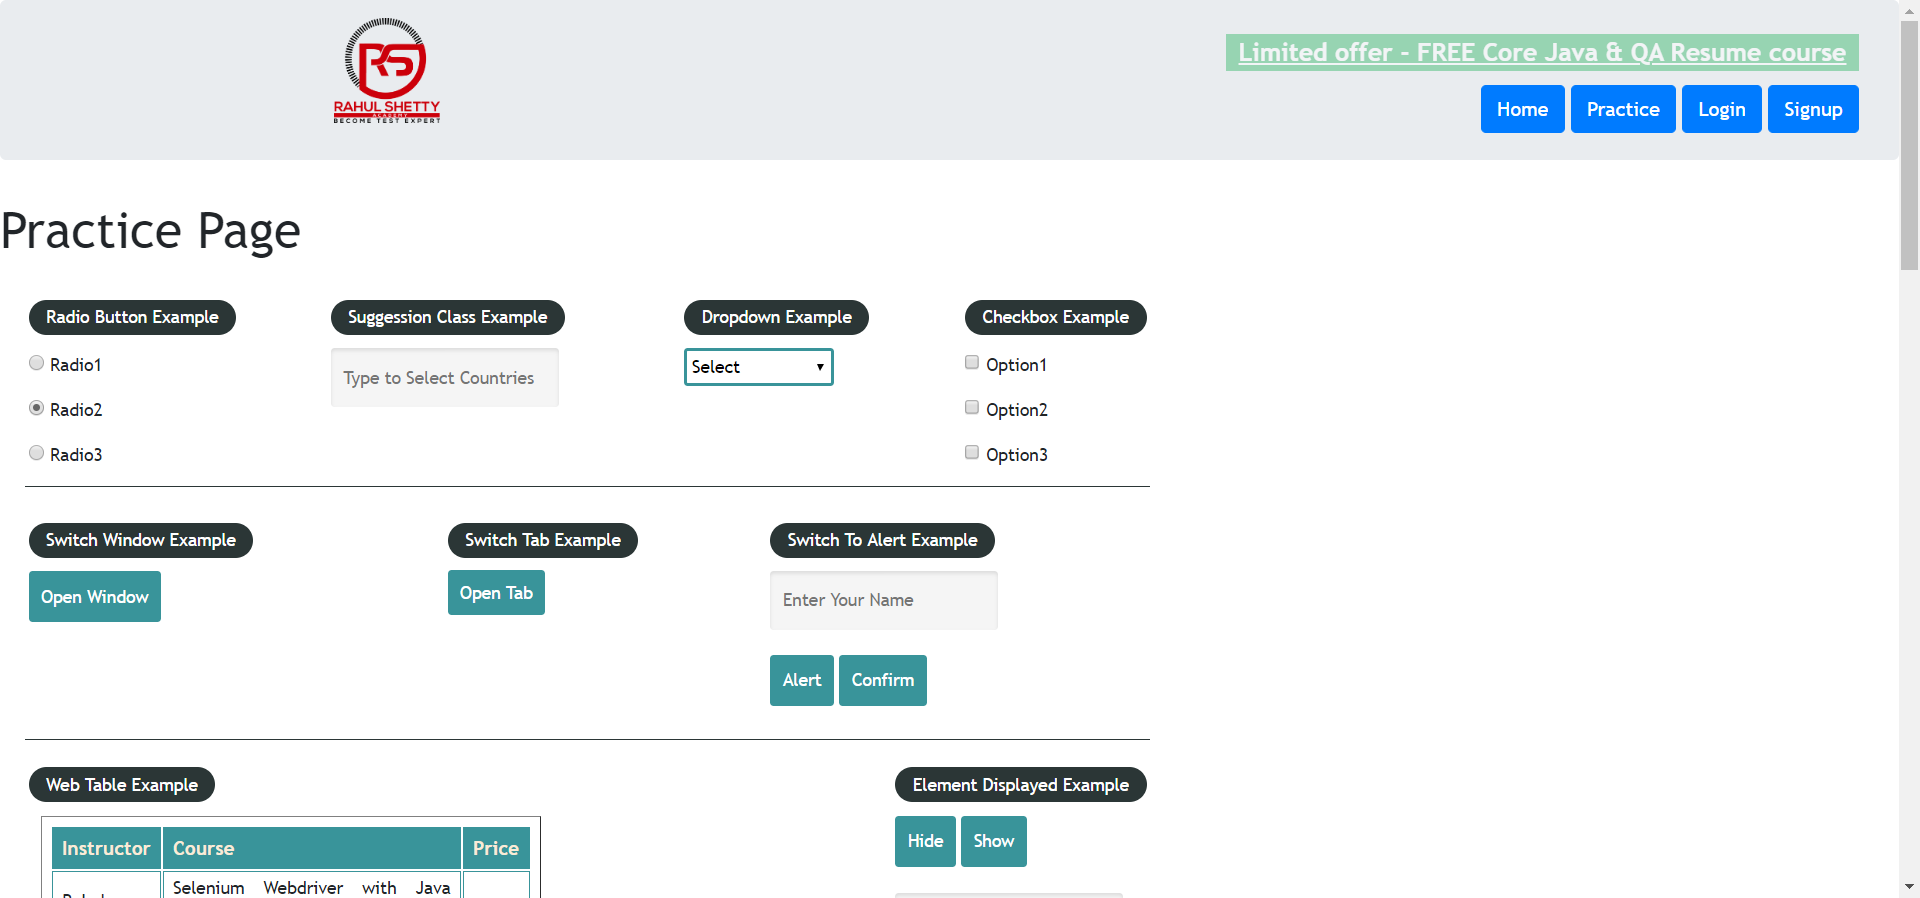 RS
RAHUL SHETTY
ACADEMY
BECOME TEST EXPERT
Limited offer - FREE Core Java & QA Resume course
Home Practice Login Signup
Practice Page
Radio Button Example Suggession Class Example Dropdown Example Checkbox Example
Radio1 Type to Select Countries Select Option1
Radio2 Option2
Radio3 Option3
Switch Window Example Switch Tab Example Switch To Alert Example
Open Window Open Tab Enter Your Name
Alert Confirm
Web Table Example Element Displayed Example
Instructor Course Price Hide Show
Selenium Webdriver with Java